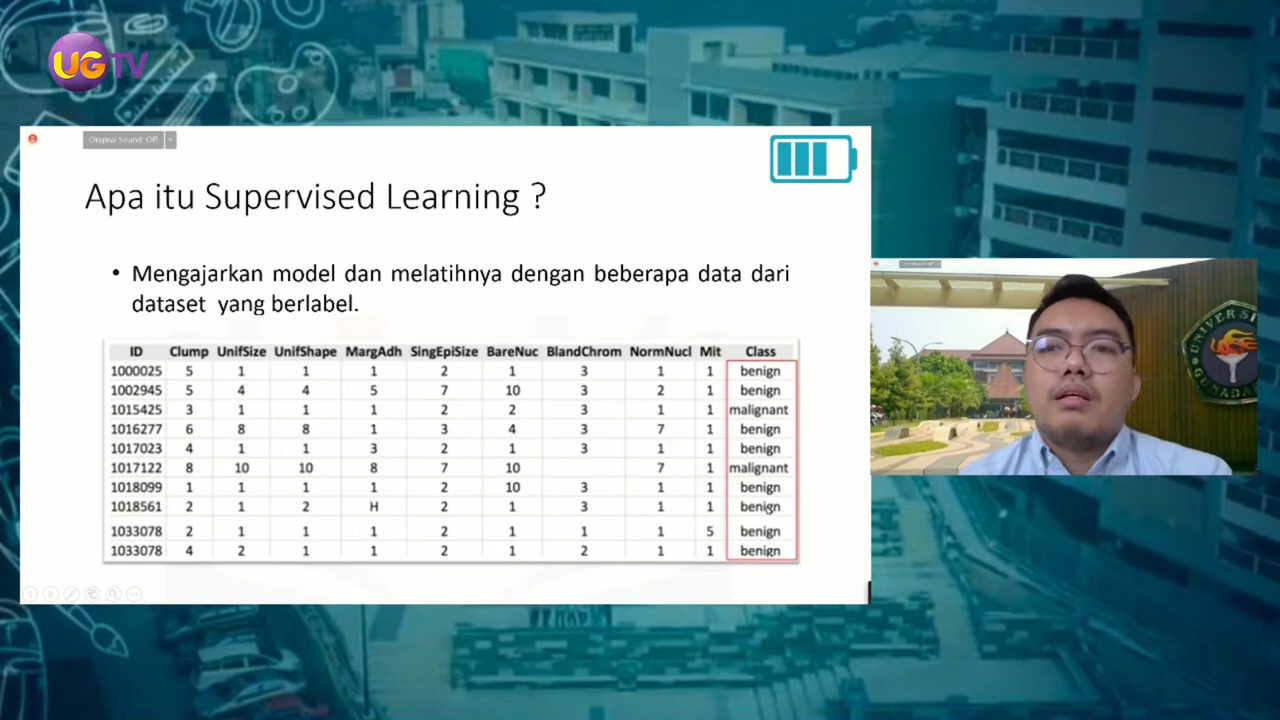 UGTV
Original Sound: Off
Apa itu Supervised Learning ?
• Mengajarkan model dan melatihnya dengan beberapa data dari
dataset yang berlabel.
ID Clump UnifSize UnifShape MargAdh SingEpiSize BareNuc BlandChrom NormNucl Mit Class
1000025 5 1 1 1 2 1 3 1 1 benign
1002945 5 4 4 5 7 10 3 2 1 benign
1015425 3 1 1 1 2 2 3 1 1 malignant
1016277 6 8 8 1 3 4 3 7 1 benign
1017023 4 1 1 3 2 1 3 1 1 benign
1017122 8 10 10 8 7 10 7 1 malignant
1018099 1 1 1 1 2 10 3 1 1 benign
1018561 2 1 2 H 2 1 3 1 1 benign
1033078 2 1 1 1 2 1 1 1 5 benign
1033078 4 2 1 1 2 1 2 1 1 benign